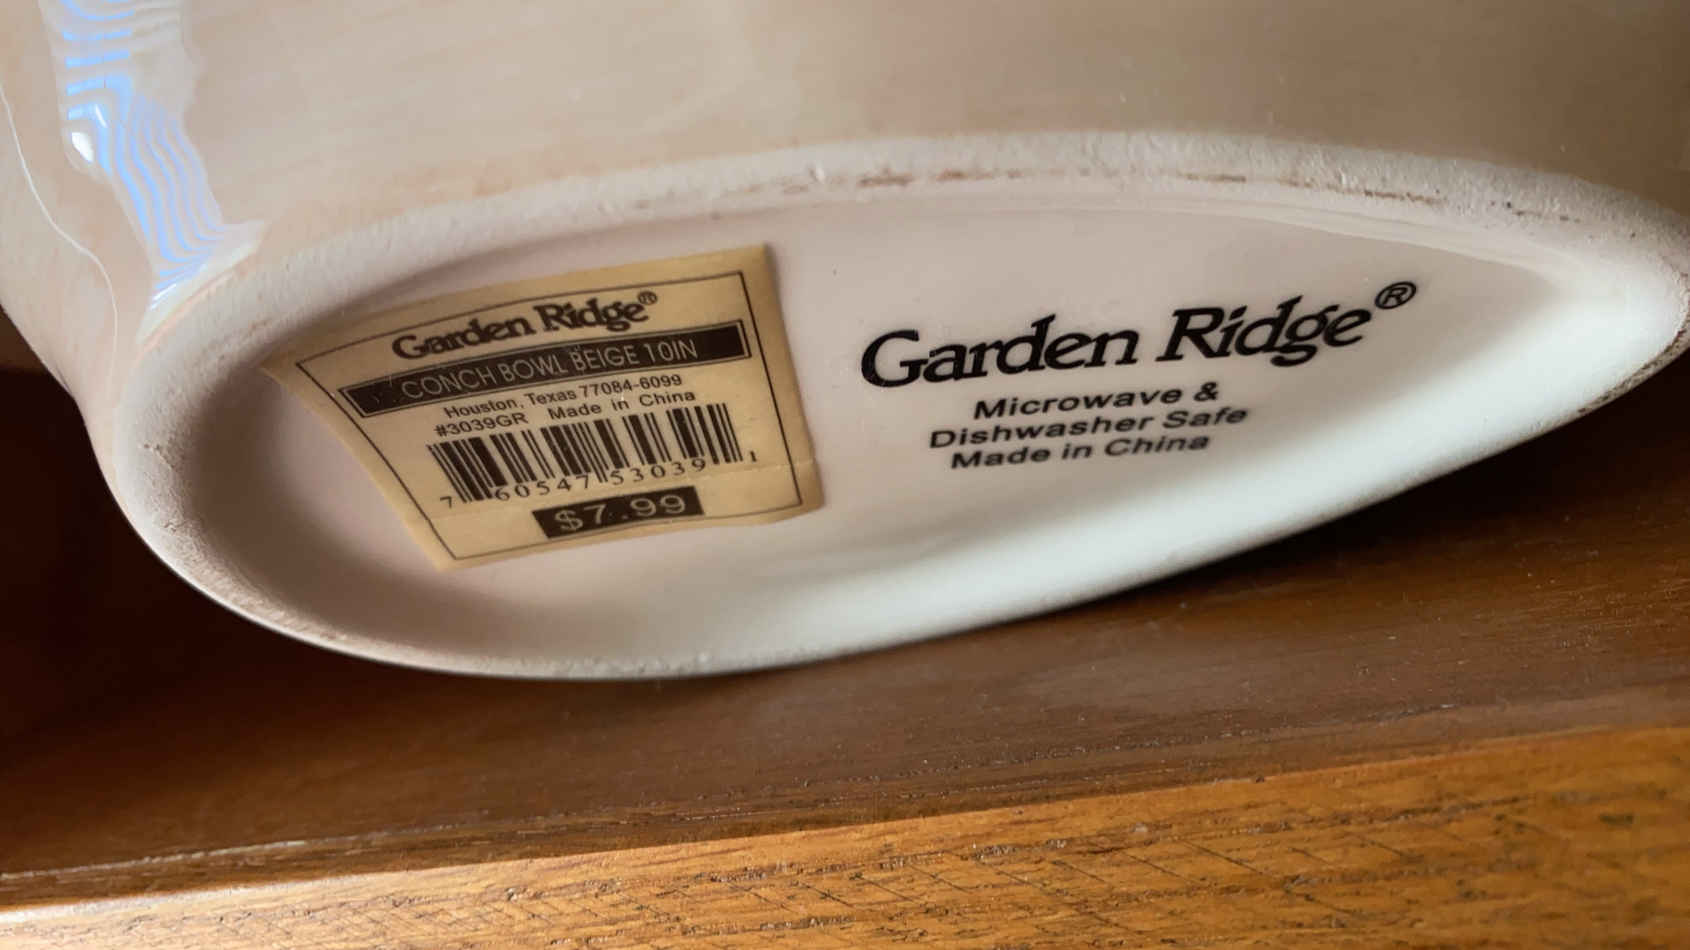 Garden Ridge®
CONCH BOWL BEIGE 10IN
Houston, Texas 77084-6099
#3039GR Made in China
7 60547 53039 1
$7.99
Garden Ridge®
Microwave &
Dishwasher Safe
Made in China